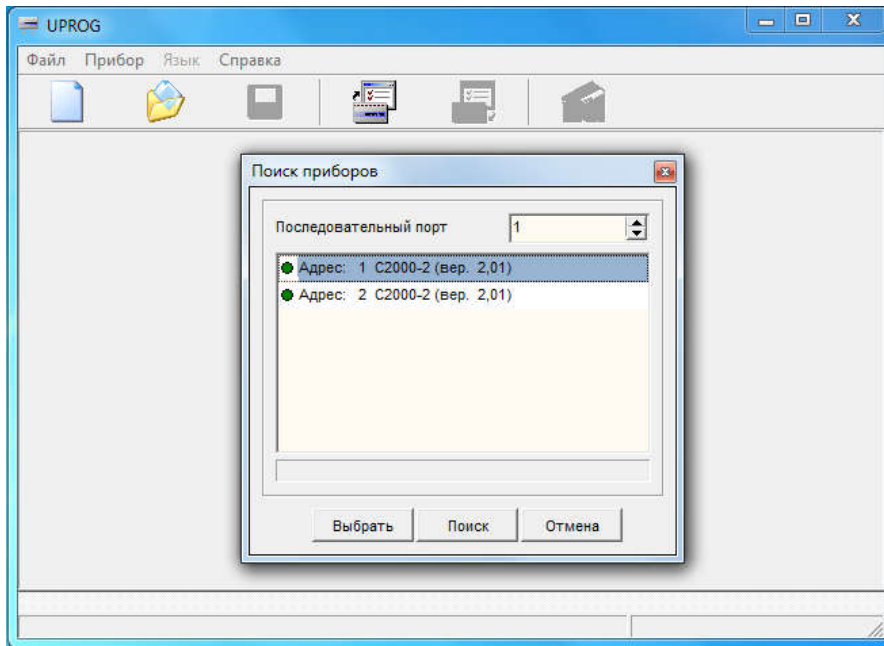 UPROG
Файл Прибор Язык Справка
Поиск приборов
Последовательный порт 1
Адрес: 1 С2000-2 (вер. 2,01)
Адрес: 2 С2000-2 (вер. 2,01)
Выбрать Поиск Отмена